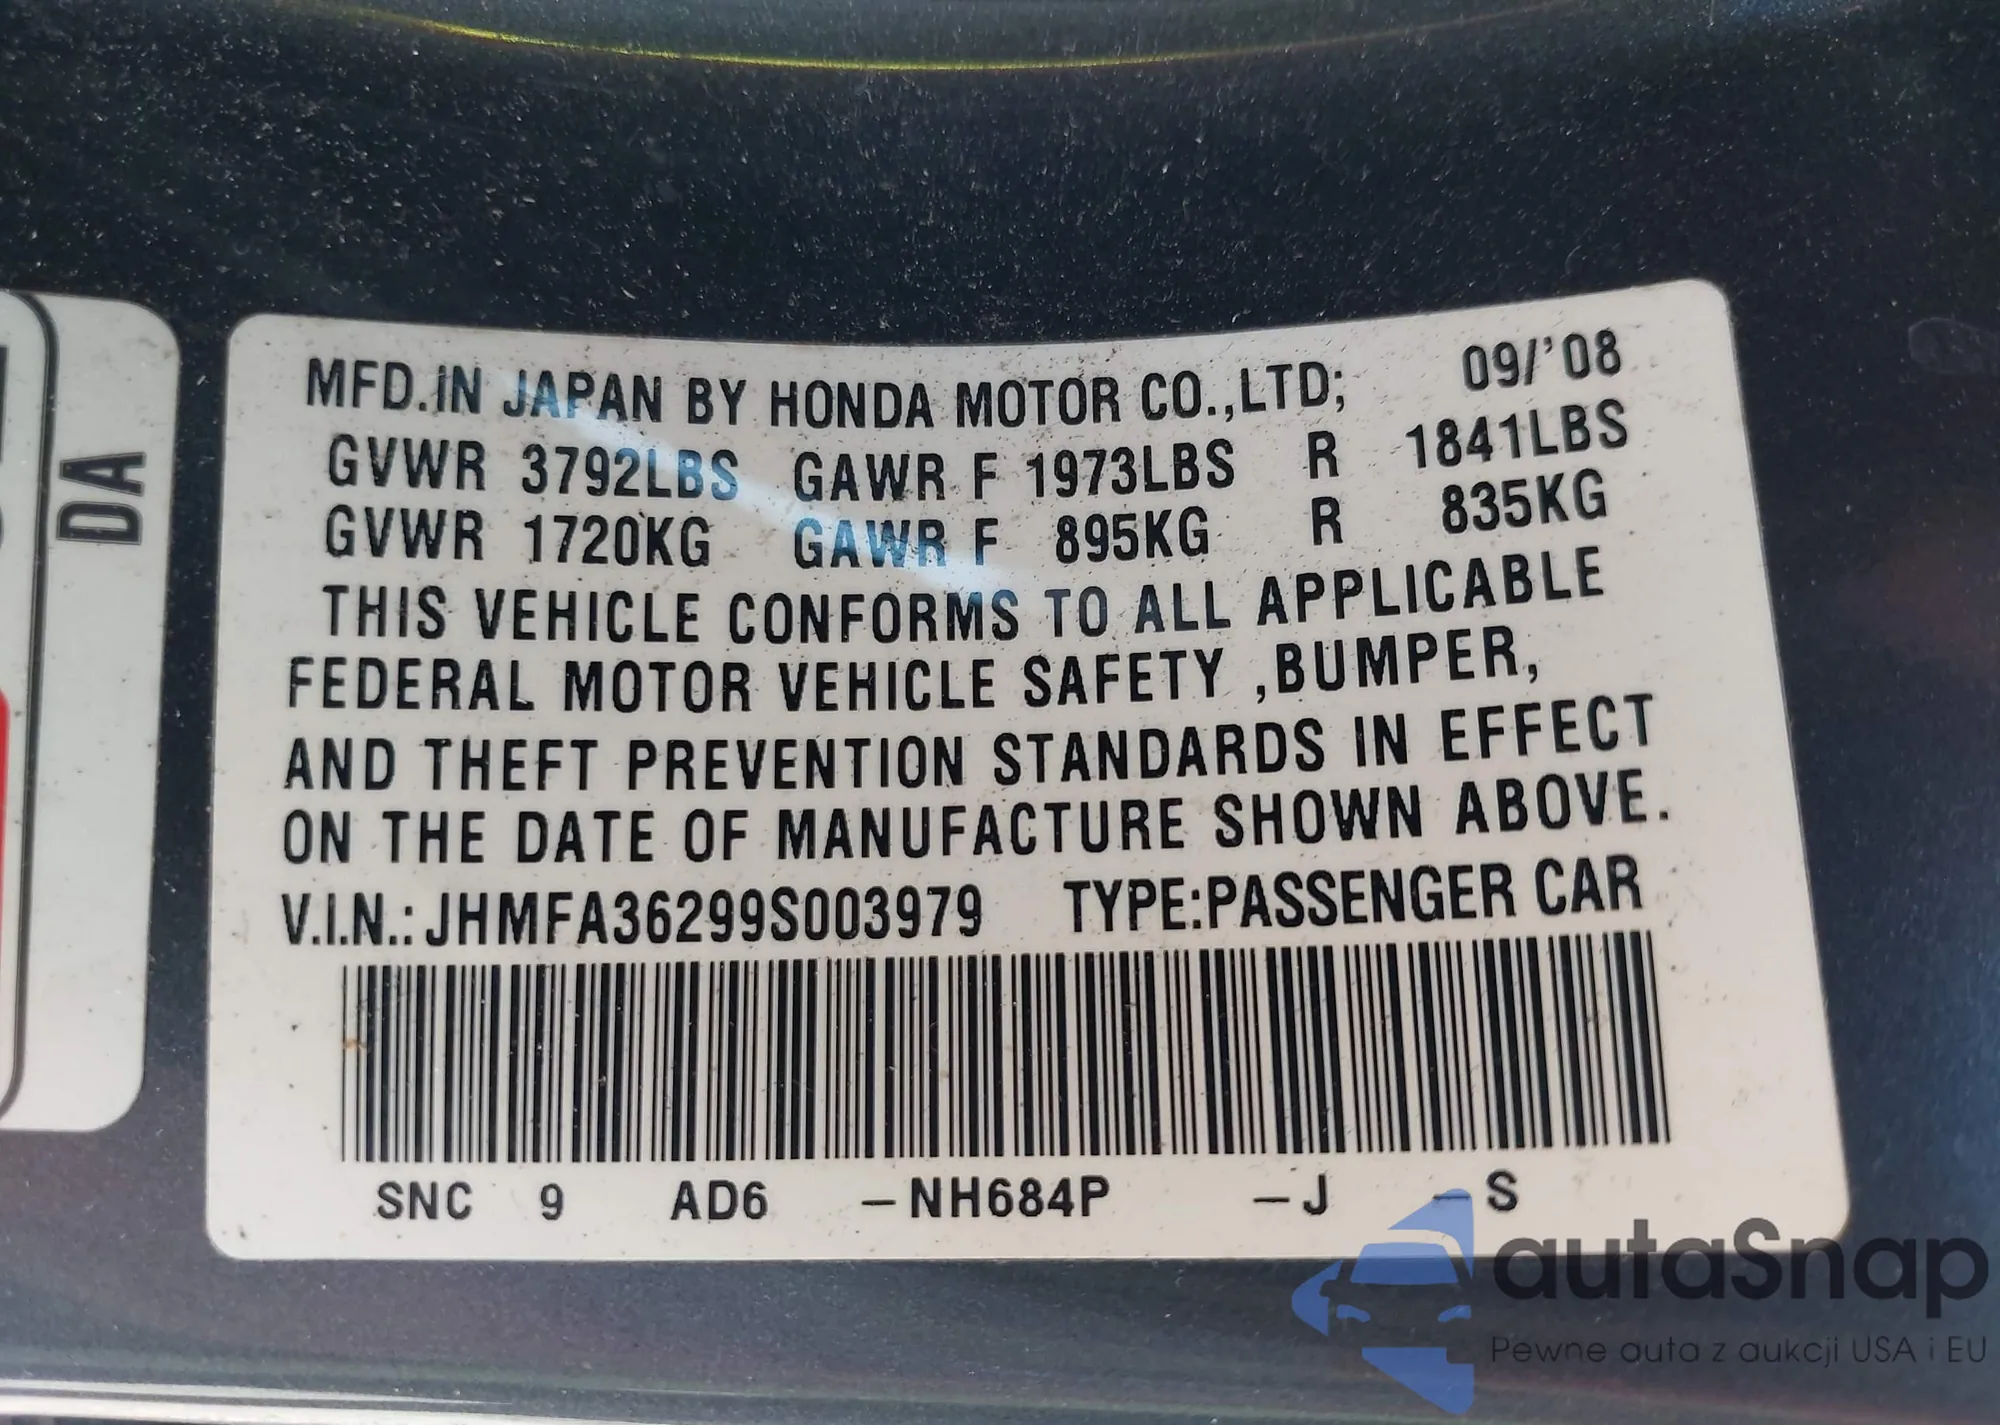 DA
MFD.IN JAPAN BY HONDA MOTOR CO.,LTD; 09/'08
GVWR 3792LBS GAWR F 1973LBS R 1841LBS
GVWR 1720KG GAWR F 895KG R 835KG
THIS VEHICLE CONFORMS TO ALL APPLICABLE
FEDERAL MOTOR VEHICLE SAFETY ,BUMPER,
AND THEFT PREVENTION STANDARDS IN EFFECT
ON THE DATE OF MANUFACTURE SHOWN ABOVE.
V.I.N.: JHMFA36299S003979 TYPE:PASSENGER CAR
SNC 9 AD6 –NH684P –J –S
autaSnap
Pewne auta z aukcji USA i EU